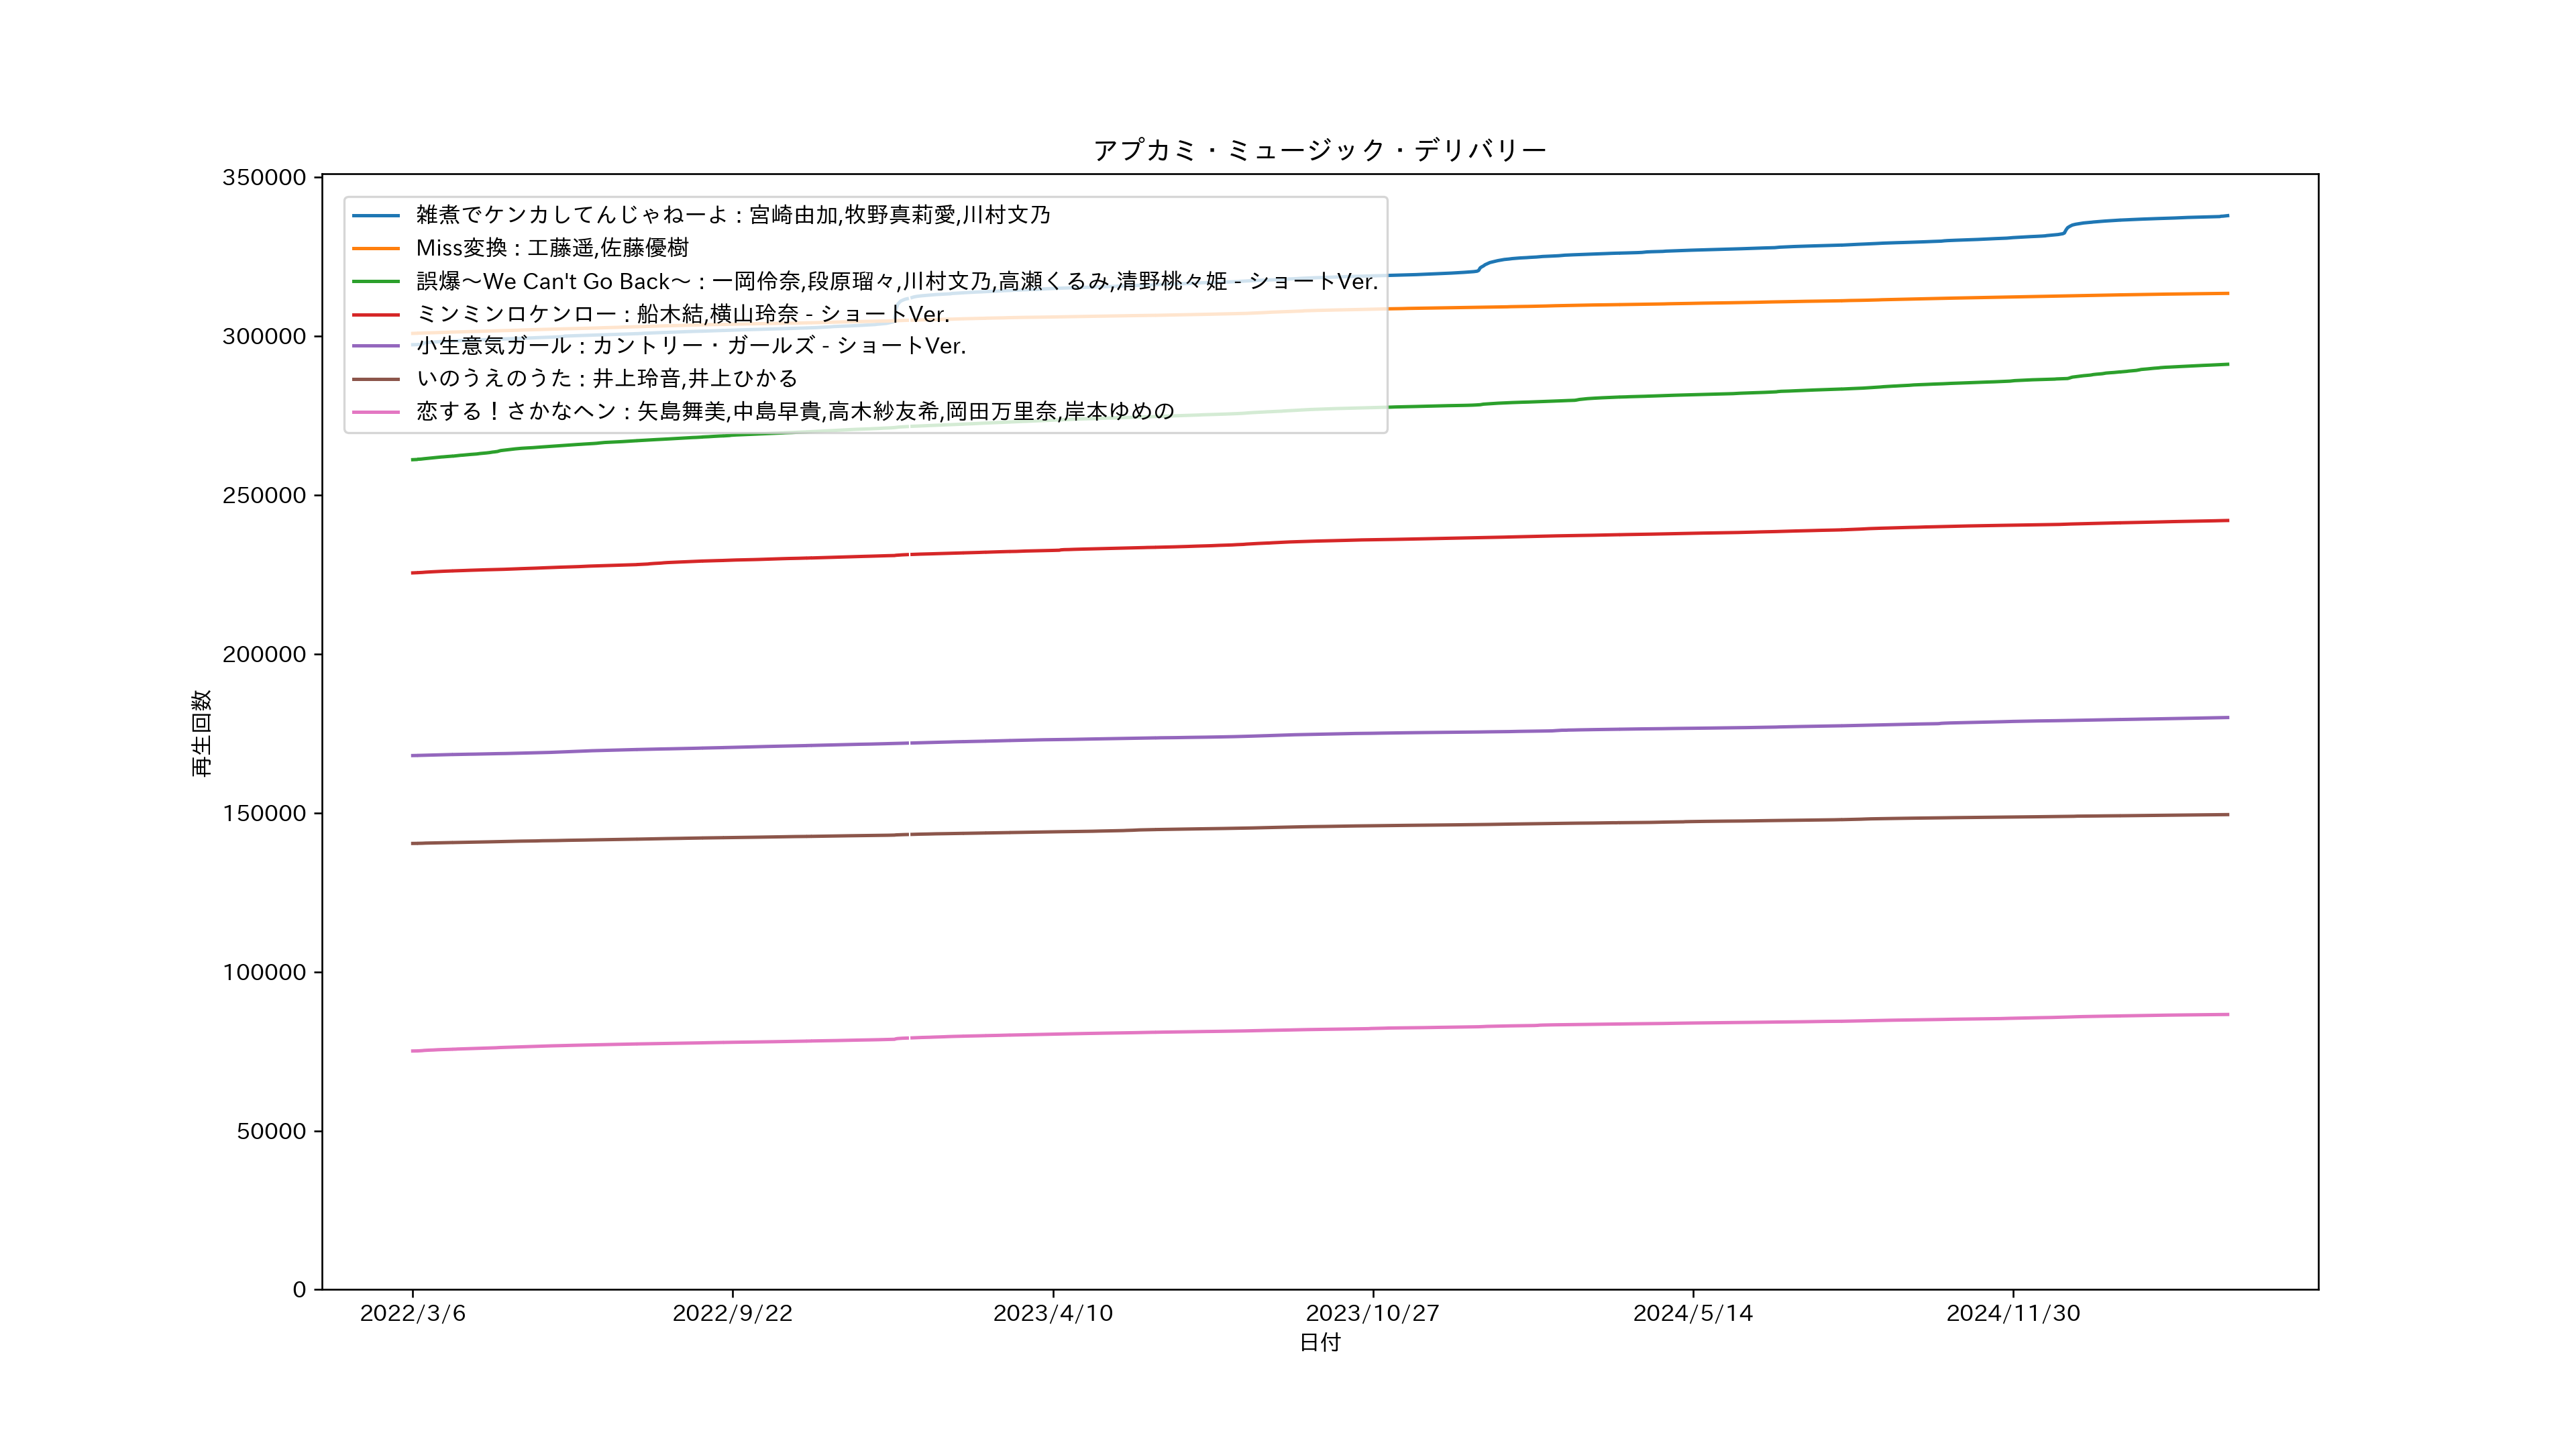 アプカミ・ミュージック・デリバリー
350000
300000
250000
200000
150000
100000
50000
0
再生回数
雑煮でケンカしてんじゃねーよ : 宮崎由加,牧野真莉愛,川村文乃
Miss変換 : 工藤遥,佐藤優樹
誤爆～We Can't Go Back～ : 一岡伶奈,段原瑠々,川村文乃,高瀬くるみ,清野桃々姫 - ショートVer.
ミンミンロケンロー : 船木結,横山玲奈 - ショートVer.
小生意気ガール : カントリー・ガールズ - ショートVer.
いのうえのうた : 井上玲音,井上ひかる
恋する！さかなヘン : 矢島舞美,中島早貴,高木紗友希,岡田万里奈,岸本ゆめの
2022/3/6
2022/9/22
2023/4/10
2023/10/27
2024/5/14
2024/11/30
日付